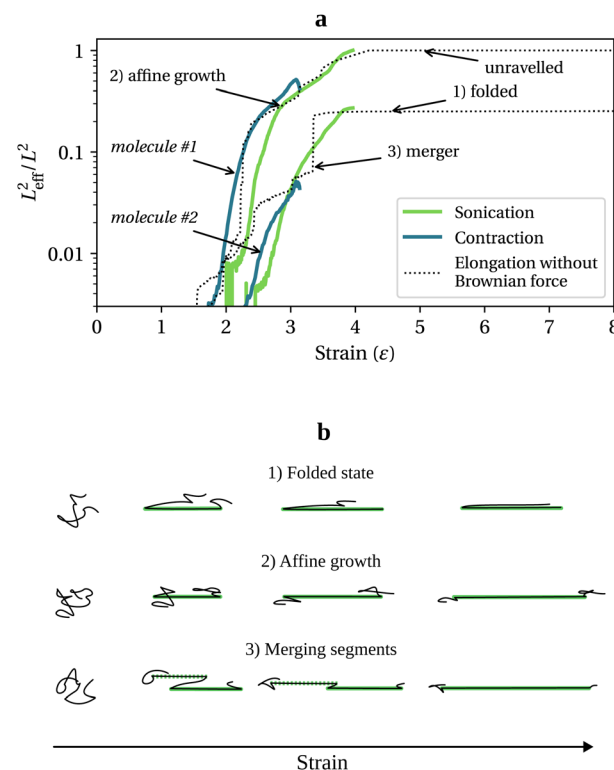 a
1
0.1
0.01
L²eff/L²
2) affine growth
molecule #1
molecule #2
unravelled
1) folded
3) merger
Sonication
Contraction
Elongation without
Brownian force
0 1 2 3 4 5 6 7 8
Strain (ε)
b
1) Folded state
2) Affine growth
3) Merging segments
Strain